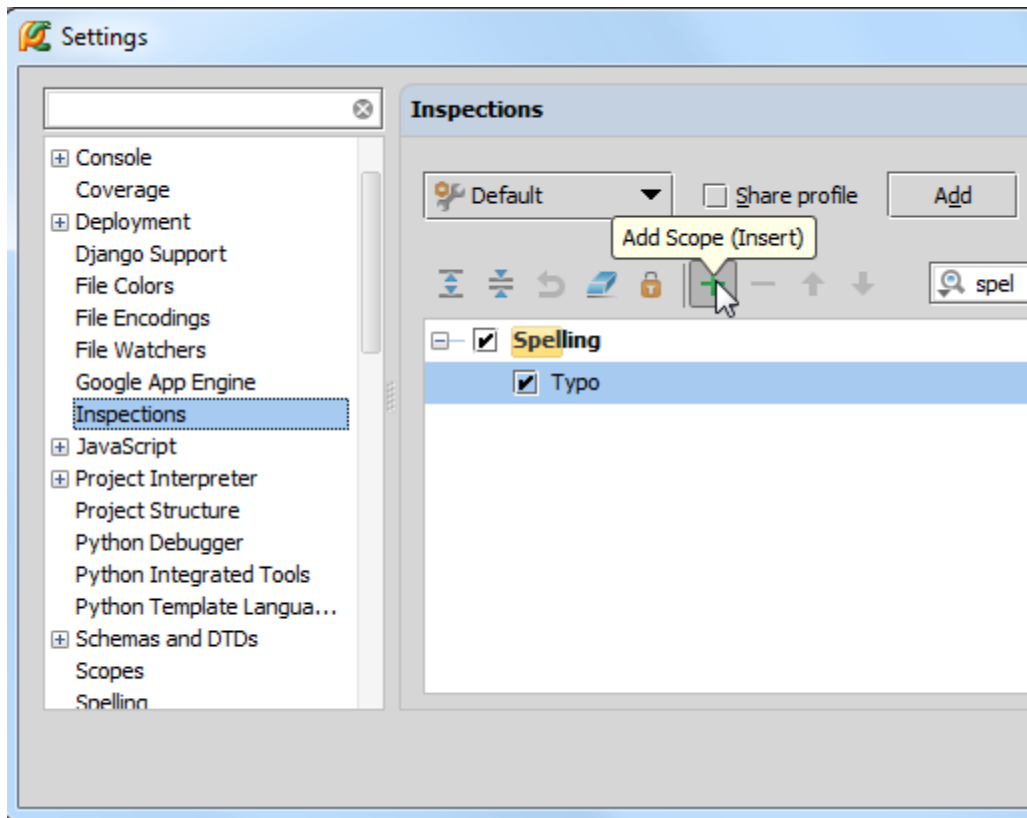 Settings
Inspections
Console
Coverage
Deployment
Django Support
File Colors
File Encodings
File Watchers
Google App Engine
Inspections
JavaScript
Project Interpreter
Project Structure
Python Debugger
Python Integrated Tools
Python Template Langua...
Schemas and DTDs
Scopes
Spelling
Default
Share profile
Add
Add Scope (Insert)
spel
Spelling
Typo